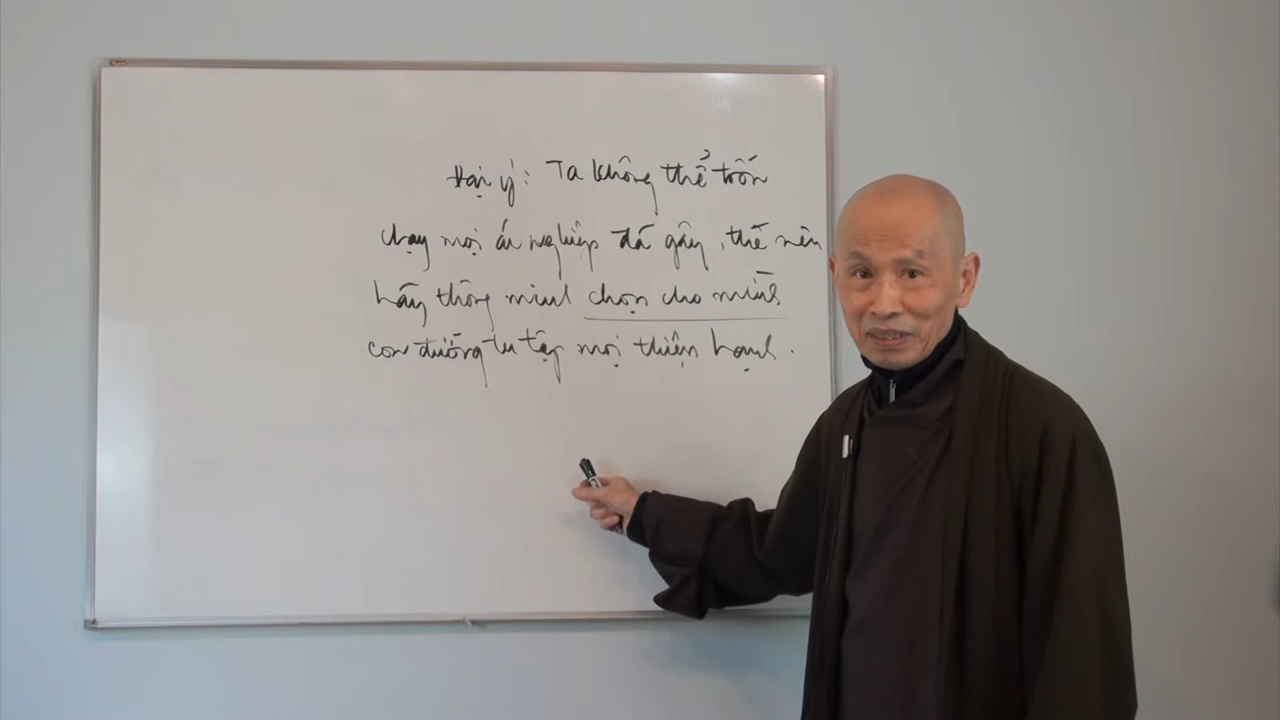 Đại ý: Ta không thể trốn
chạy mọi ác nghiệp đã gây, thế nên
hãy thông minh chọn cho mình
con đường tu tập mọi thiện hạnh.